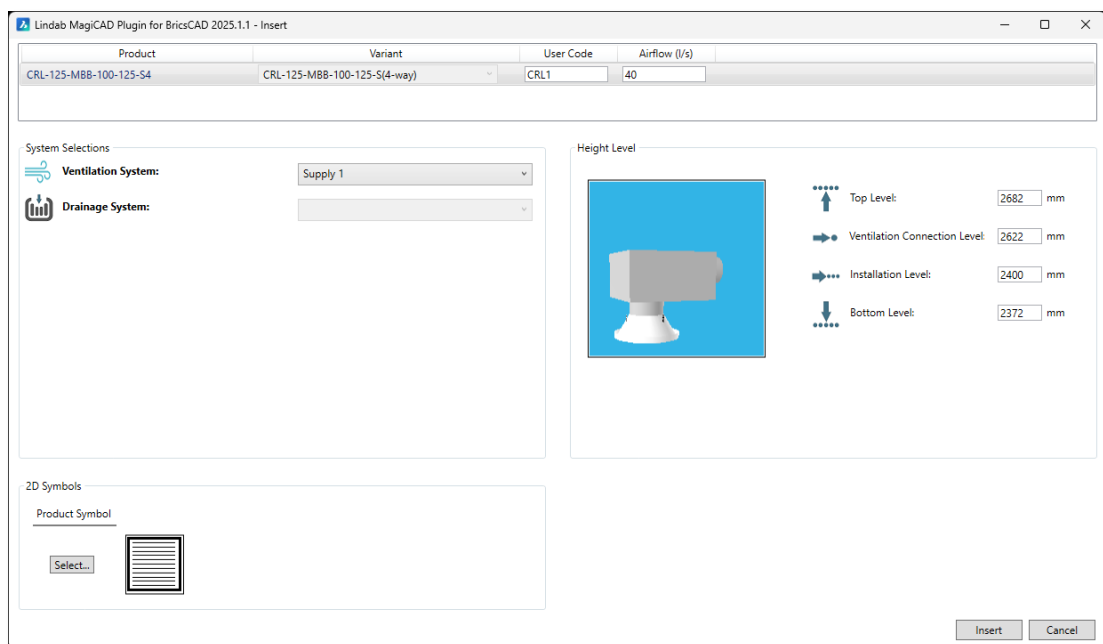 Lindab MagiCAD Plugin for BricsCAD 2025.1.1 - Insert
Product Variant User Code Airflow (l/s)
CRL-125-MBB-100-125-S4 CRL-125-MBB-100-125-S(4-way) CRL1 40
System Selections
Ventilation System: Supply 1
Drainage System:
Height Level
Top Level: 2682 mm
Ventilation Connection Level: 2622 mm
Installation Level: 2400 mm
Bottom Level: 2372 mm
2D Symbols
Product Symbol
Select...
Insert Cancel